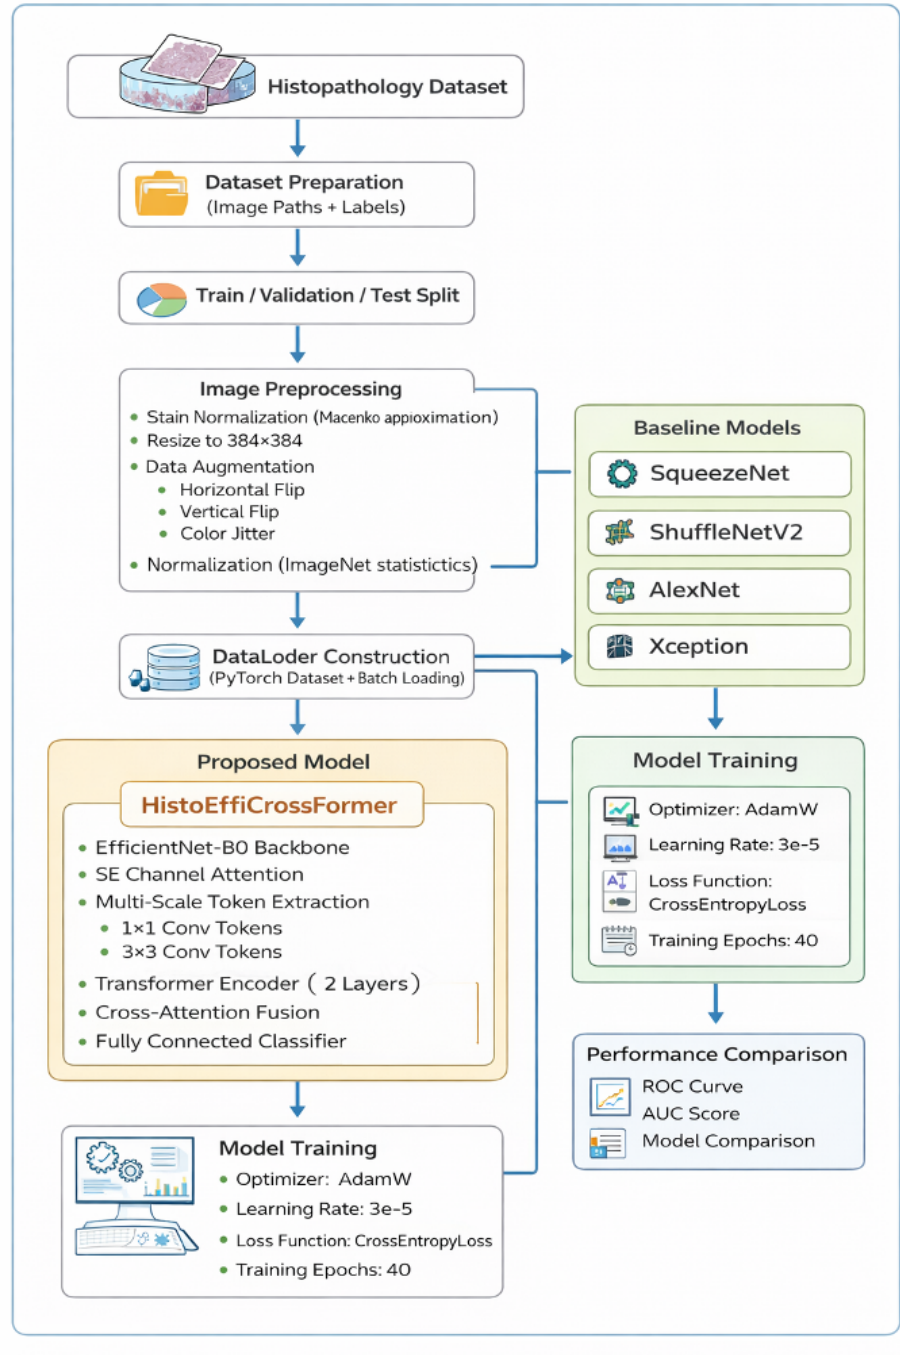 Histopathology Dataset
Dataset Preparation
(Image Paths + Labels)
Train / Validation / Test Split
Image Preprocessing
• Stain Normalization (Macenko appioximation)
• Resize to 384×384
• Data Augmentation
• Horizontal Flip
• Vertical Flip
• Color Jitter
• Normalization (ImageNet statistictics)
DataLoder Construction
(PyTorch Dataset + Batch Loading)
Proposed Model
HistoEffiCrossFormer
• EfficientNet-B0 Backbone
• SE Channel Attention
• Multi-Scale Token Extraction
• 1×1 Conv Tokens
• 3×3 Conv Tokens
• Transformer Encoder ( 2 Layers )
• Cross-Attention Fusion
• Fully Connected Classifier
Model Training
• Optimizer: AdamW
• Learning Rate: 3e-5
• Loss Function: CrossEntropyLoss
• Training Epochs: 40
Baseline Models
SqueezeNet
ShuffleNetV2
AlexNet
Xception
Model Training
Optimizer: AdamW
Learning Rate: 3e-5
Loss Function:
CrossEntropyLoss
Training Epochs: 40
Performance Comparison
ROC Curve
AUC Score
Model Comparison